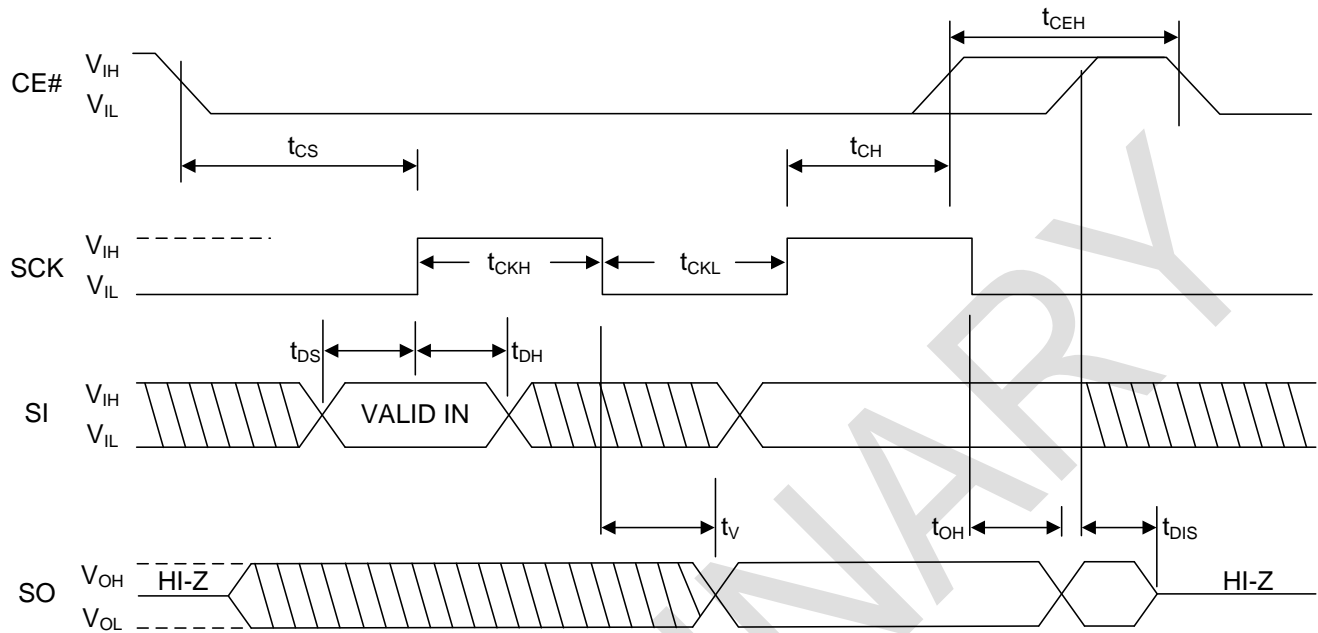 tCEH
CE#
VIH
VIL
tCS
tCH
SCK
VIH
VIL
tCKH
tCKL
tDS
tDH
SI
VIH
VIL
VALID IN
tV
tOH
tDIS
SO
VOH
VOL
HI-Z
HI-Z
INARY